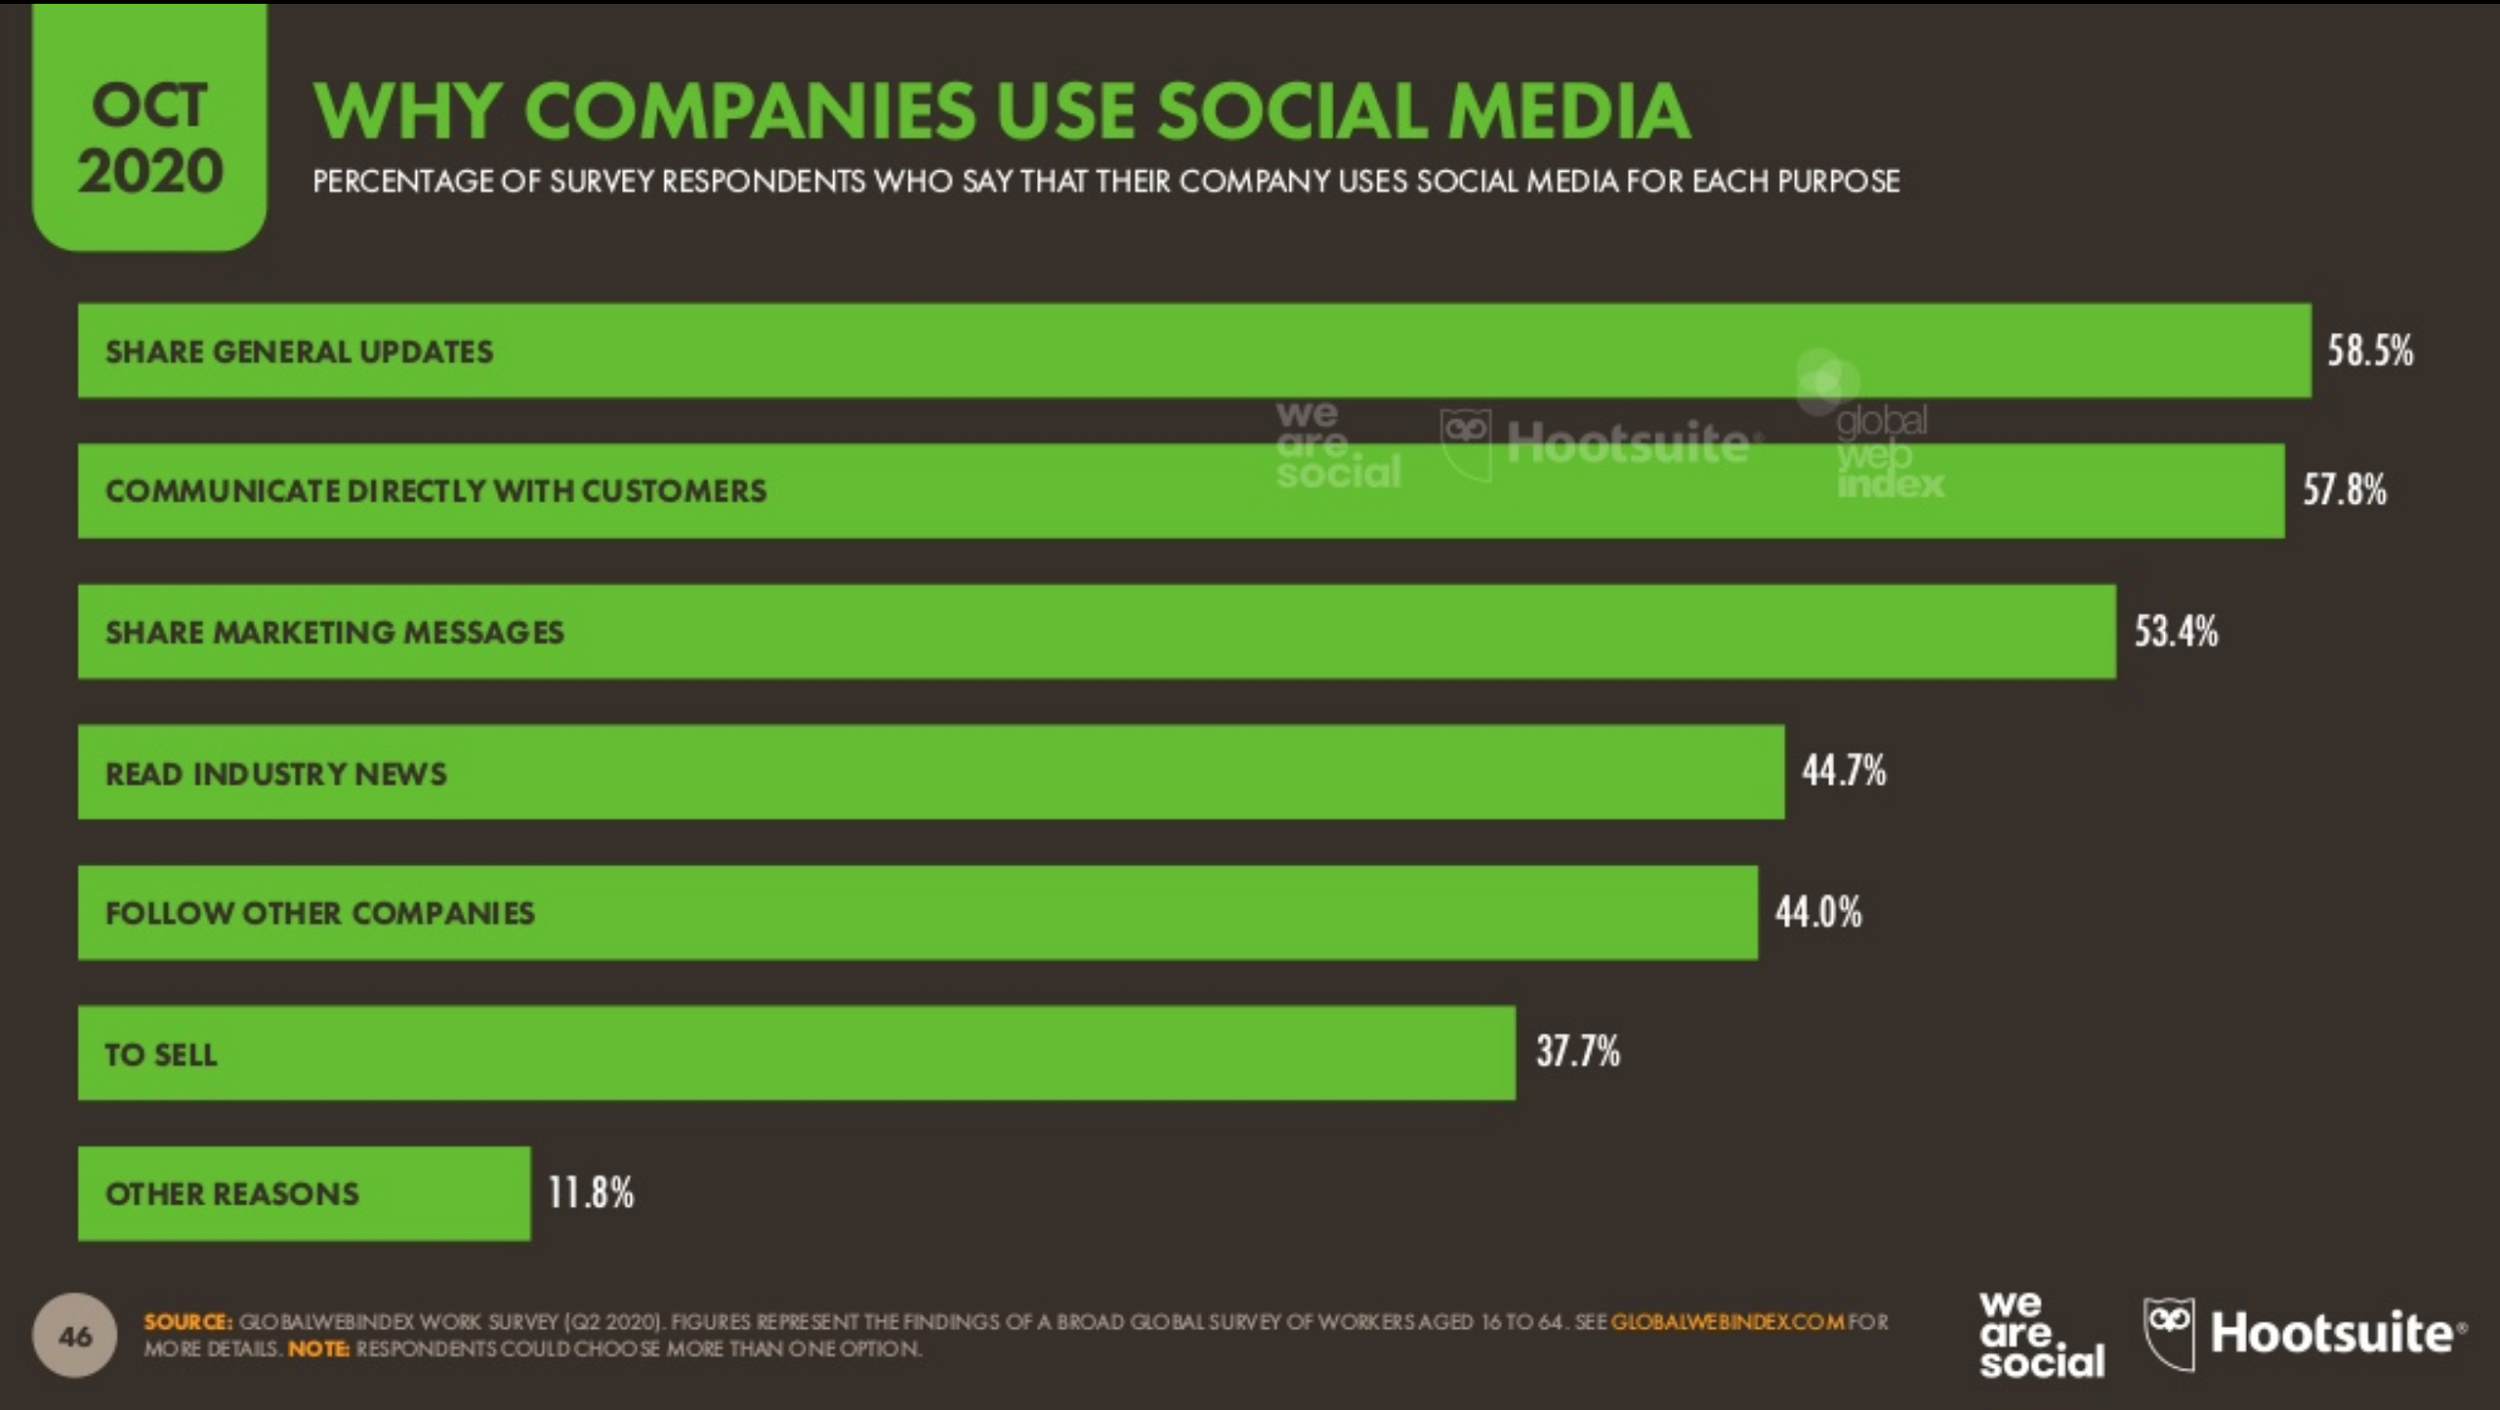 OCT
2020
WHY COMPANIES USE SOCIAL MEDIA
PERCENTAGE OF SURVEY RESPONDENTS WHO SAY THAT THEIR COMPANY USES SOCIAL MEDIA FOR EACH PURPOSE
SHARE GENERAL UPDATES 58.5%
we
are
social
Hootsuite®
global
web
index
COMMUNICATE DIRECTLY WITH CUSTOMERS 57.8%
SHARE MARKETING MESSAGES 53.4%
READ INDUSTRY NEWS 44.7%
FOLLOW OTHER COMPANIES 44.0%
TO SELL 37.7%
OTHER REASONS 11.8%
46
SOURCE: GLOBALWEBINDEX WORK SURVEY (Q2 2020). FIGURES REPRESENT THE FINDINGS OF A BROAD GLOBAL SURVEY OF WORKERS AGED 16 TO 64. SEE GLOBALWEBINDEX.COM FOR
MORE DETAILS. NOTE: RESPONDENTS COULD CHOOSE MORE THAN ONE OPTION.
we
are
social
Hootsuite®